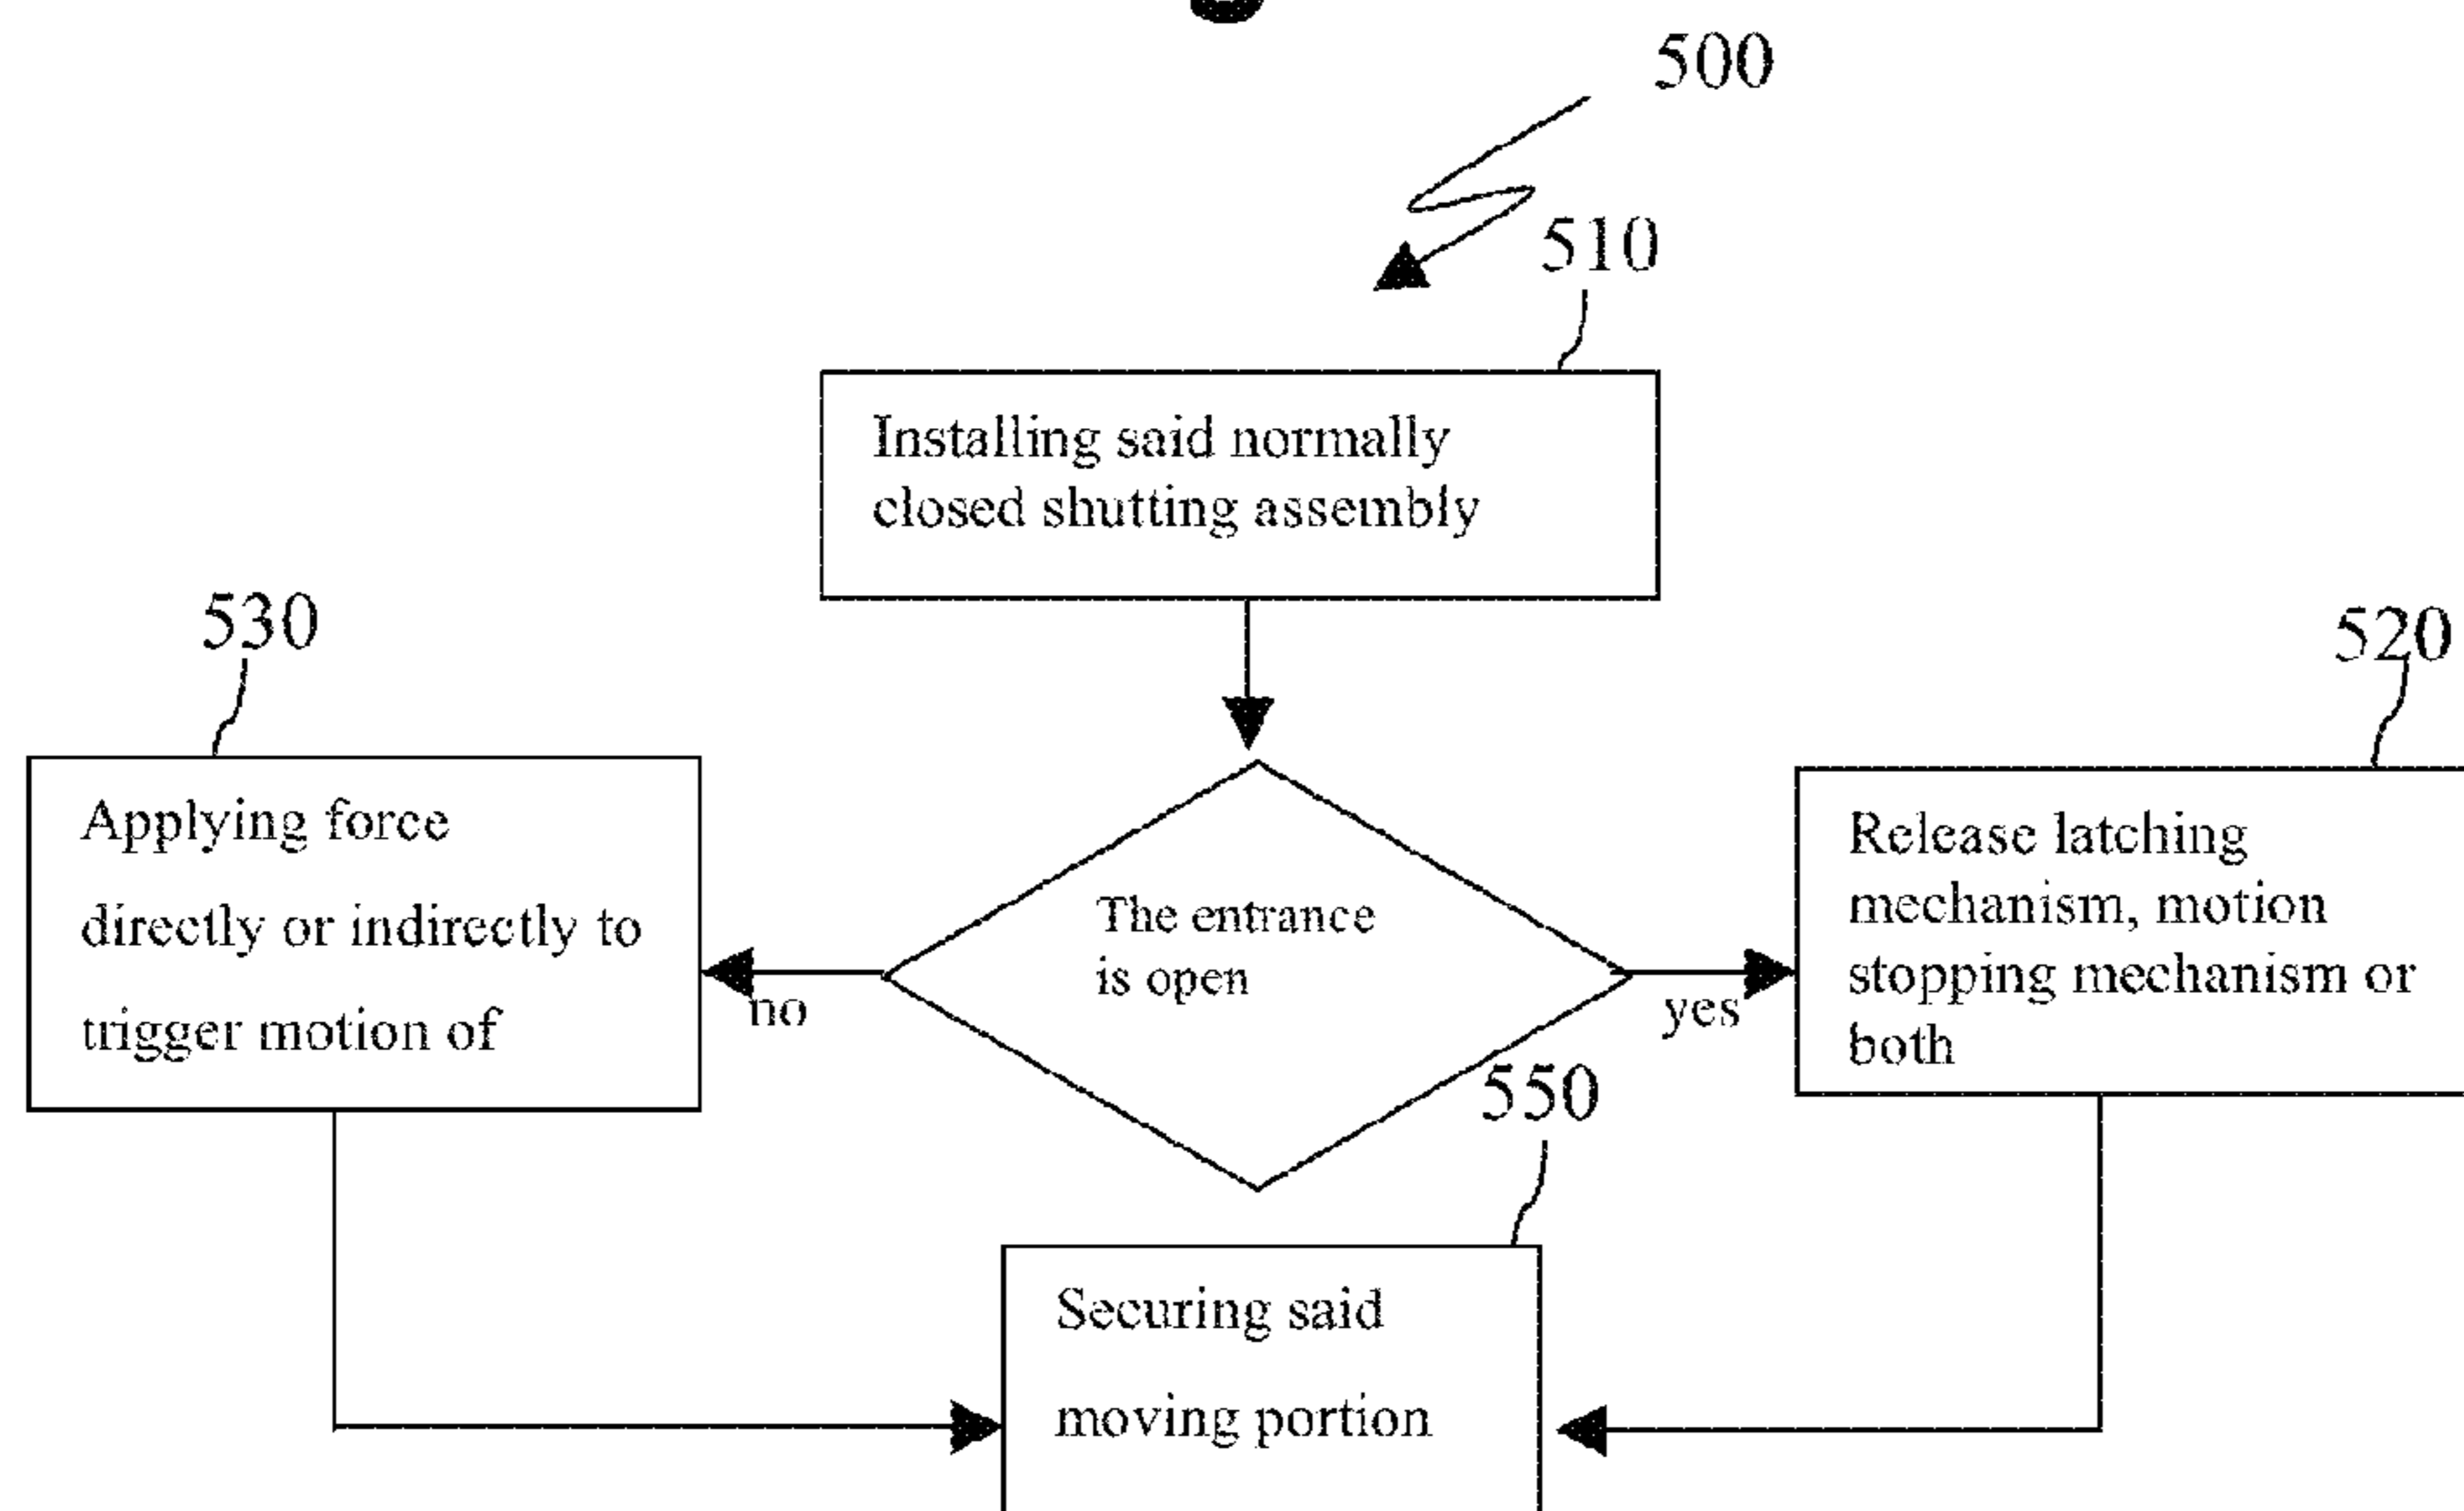 500
510
Installing said normally
closed shutting assembly
530
520
Applying force
directly or indirectly to
trigger motion of
The entrance
is open
no
yes
Release latching
mechanism, motion
stopping mechanism or
both
550
Securing said
moving portion